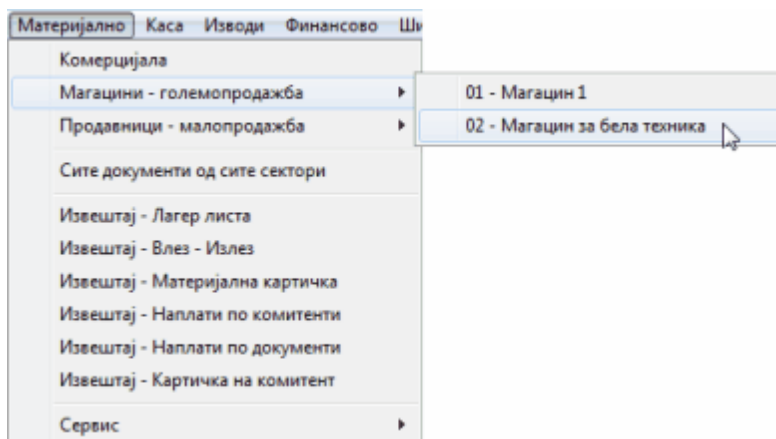 Материјално Каса Изводи Финансово
Комерцијала
Магацини - големопродажба
01 - Магацин 1
Продавници - малопродажба
02 - Магацин за бела техника
Сите документи од сите сектори
Извештај - Лагер листа
Извештај - Влез - Излез
Извештај - Материјална картичка
Извештај - Наплати по комитенти
Извештај - Наплати по документи
Извештај - Картичка на комитент
Сервис